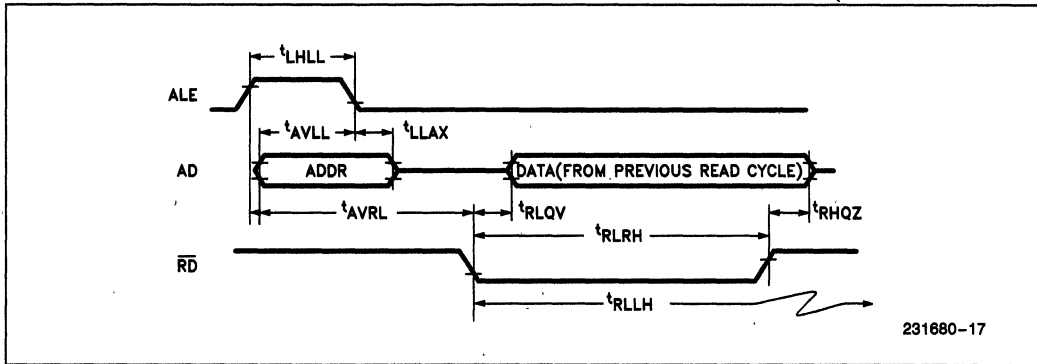 tLHLL
ALE
tAVLL tLLAX
AD ADDR DATA(FROM PREVIOUS READ CYCLE)
tAVRL tRLQV tRHQZ
tRLRH
RD
tRLLH
231680-17